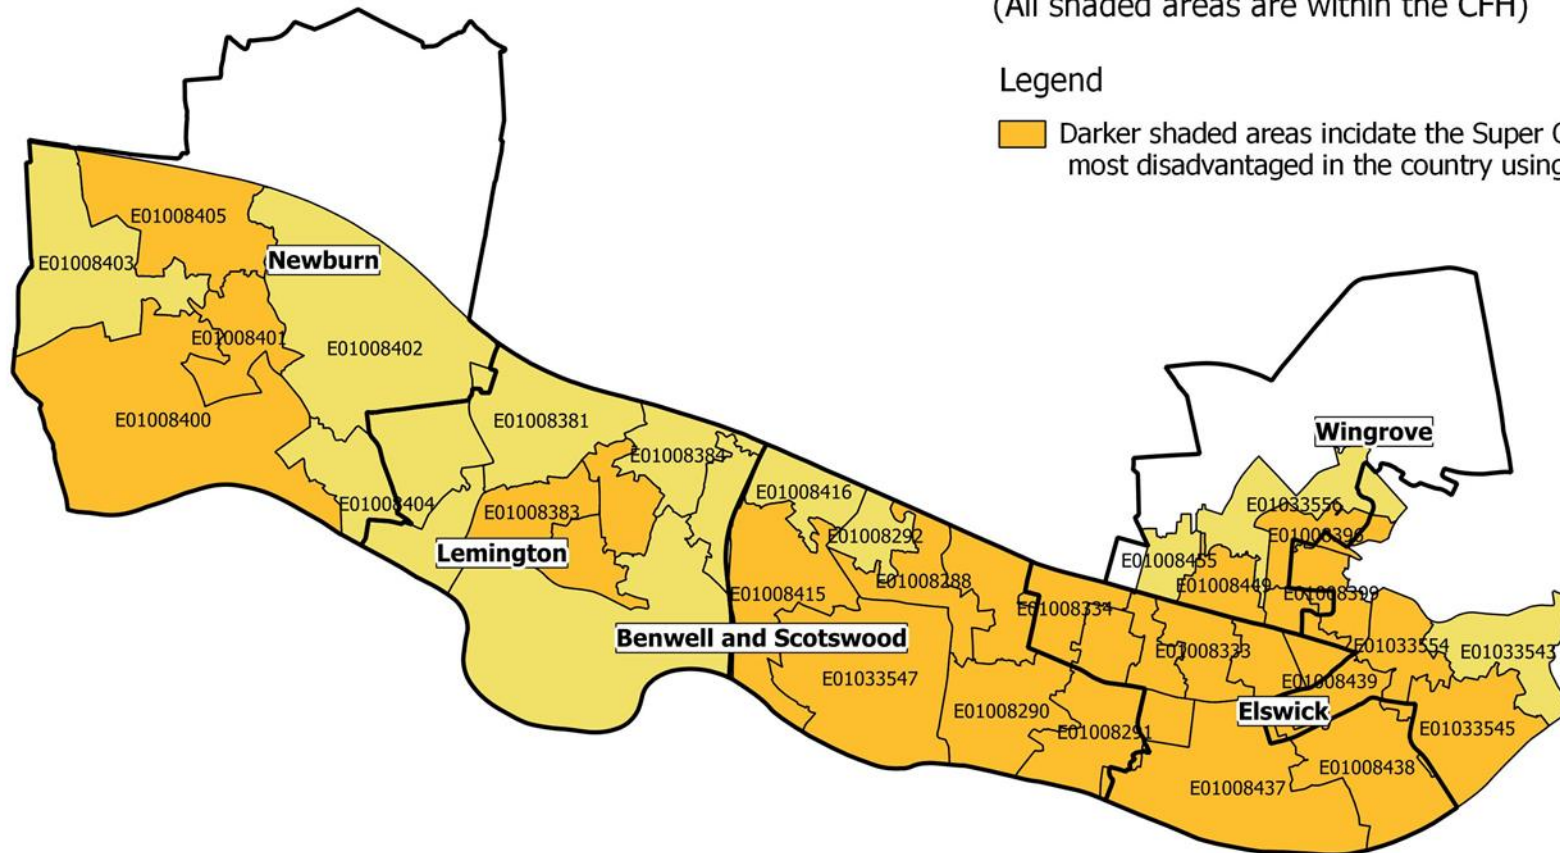 (All shaded areas are within the CFH)
Legend
Darker shaded areas incidate the Super
most disadvantaged in the country using
E01008405
E01008403
Newburn
E01008401
E01008402
E01008400
E01008381
E01008384
E01008404
E01008383
Lemington
Wingrove
E01008416
E01033556
E01008292
E01008455
E01008288
E01008449
E01008399
E01008415
E01008334
Benwell and Scotswood
E01008333
E01033554
E01033543
E01033547
E01008439
E01008290
Elswick
E01008291
E01033545
E01008438
E01008437